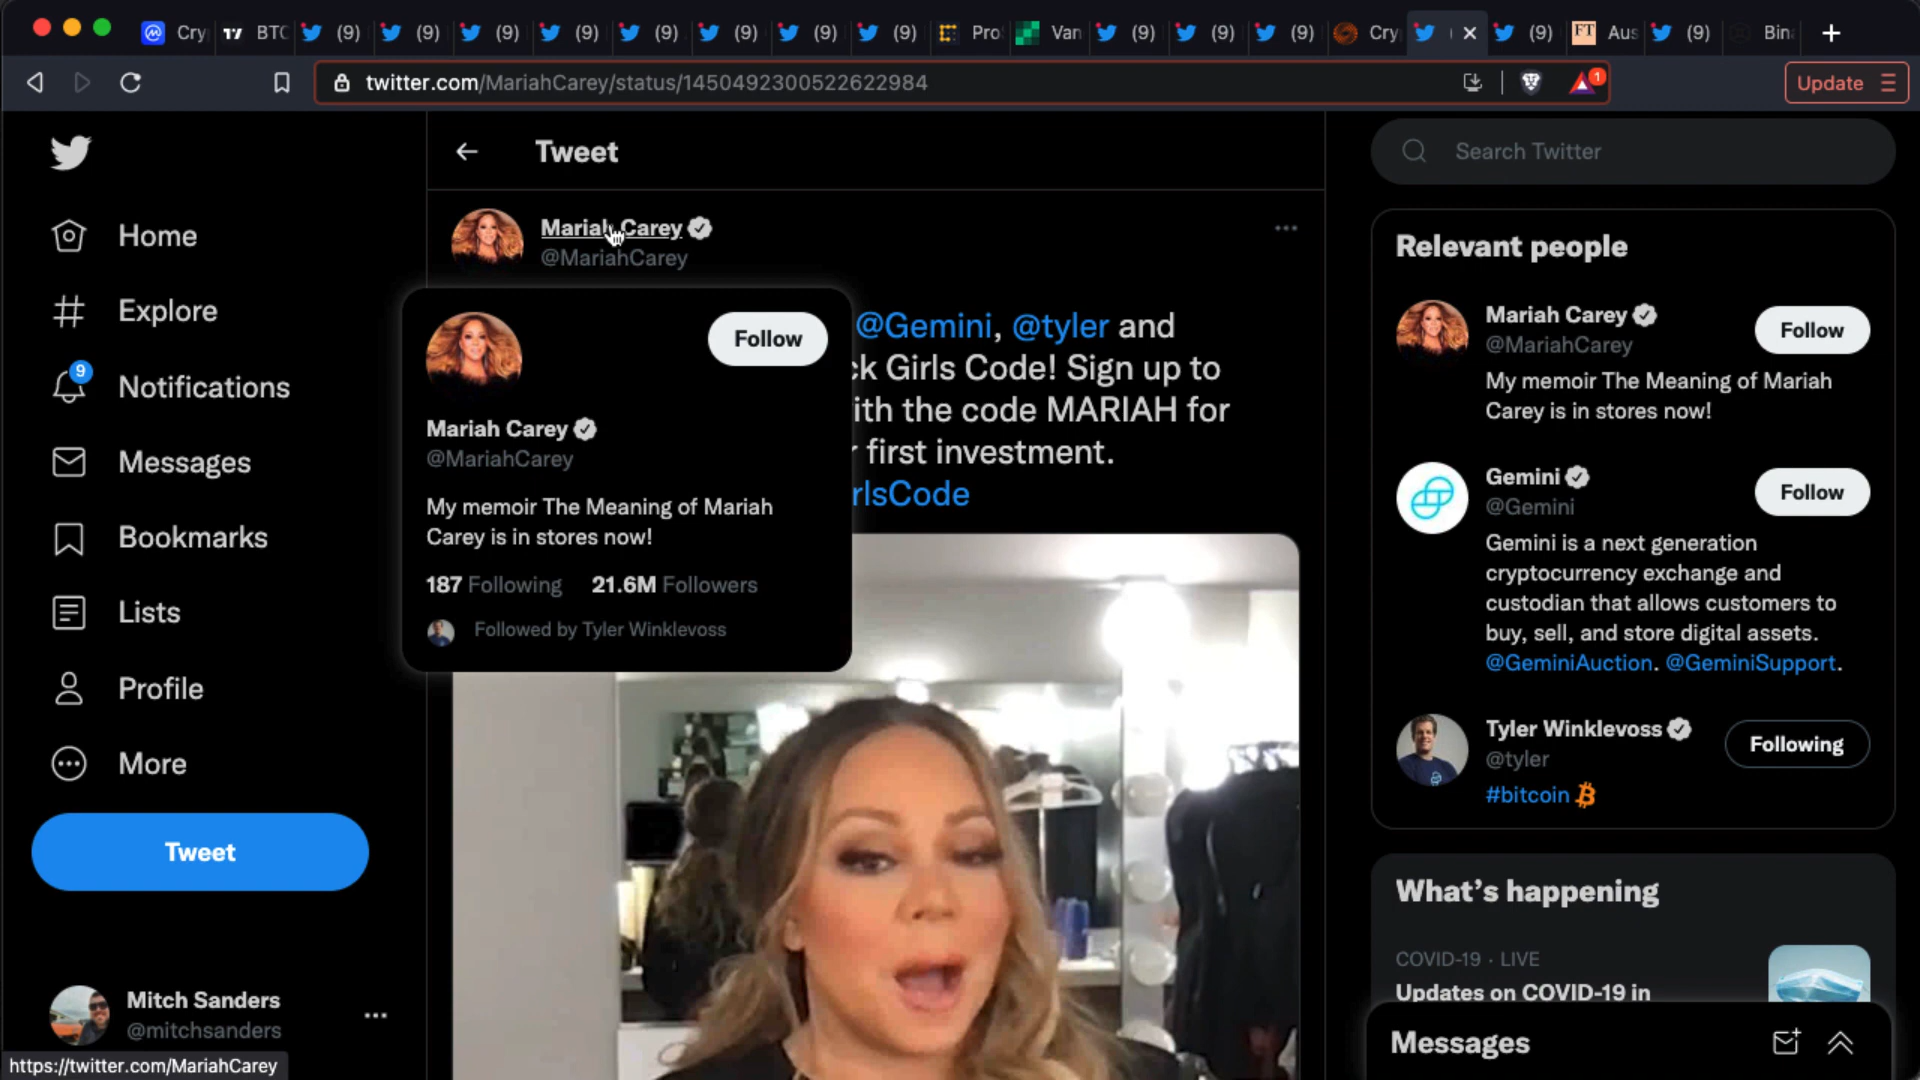 Cry
BTC
(9)
(9)
(9)
(9)
(9)
(9)
(9)
(9)
Pro
Van
(9)
(9)
(9)
Cry
(9)
FT
Aus
(9)
Bin
twitter.com/MariahCarey/status/1450492300522622984
1
Update
Home
Explore
9
Notifications
Messages
Bookmarks
Lists
Profile
More
Tweet
Mitch Sanders
@mitchsanders
https://twitter.com/MariahCarey
Tweet
Mariah Carey
@MariahCarey
@Gemini, @tyler and
ck Girls Code! Sign up to
ith the code MARIAH for
r first investment.
rlsCode
Follow
Mariah Carey
@MariahCarey
My memoir The Meaning of Mariah
Carey is in stores now!
187 Following 21.6M Followers
Followed by Tyler Winklevoss
Search Twitter
Relevant people
Mariah Carey
@MariahCarey
Follow
My memoir The Meaning of Mariah
Carey is in stores now!
Gemini
@Gemini
Follow
Gemini is a next generation
cryptocurrency exchange and
custodian that allows customers to
buy, sell, and store digital assets.
@GeminiAuction. @GeminiSupport.
Tyler Winklevoss
@tyler
Following
#bitcoin
What's happening
COVID-19 · LIVE
Updates on COVID-19 in
Messages